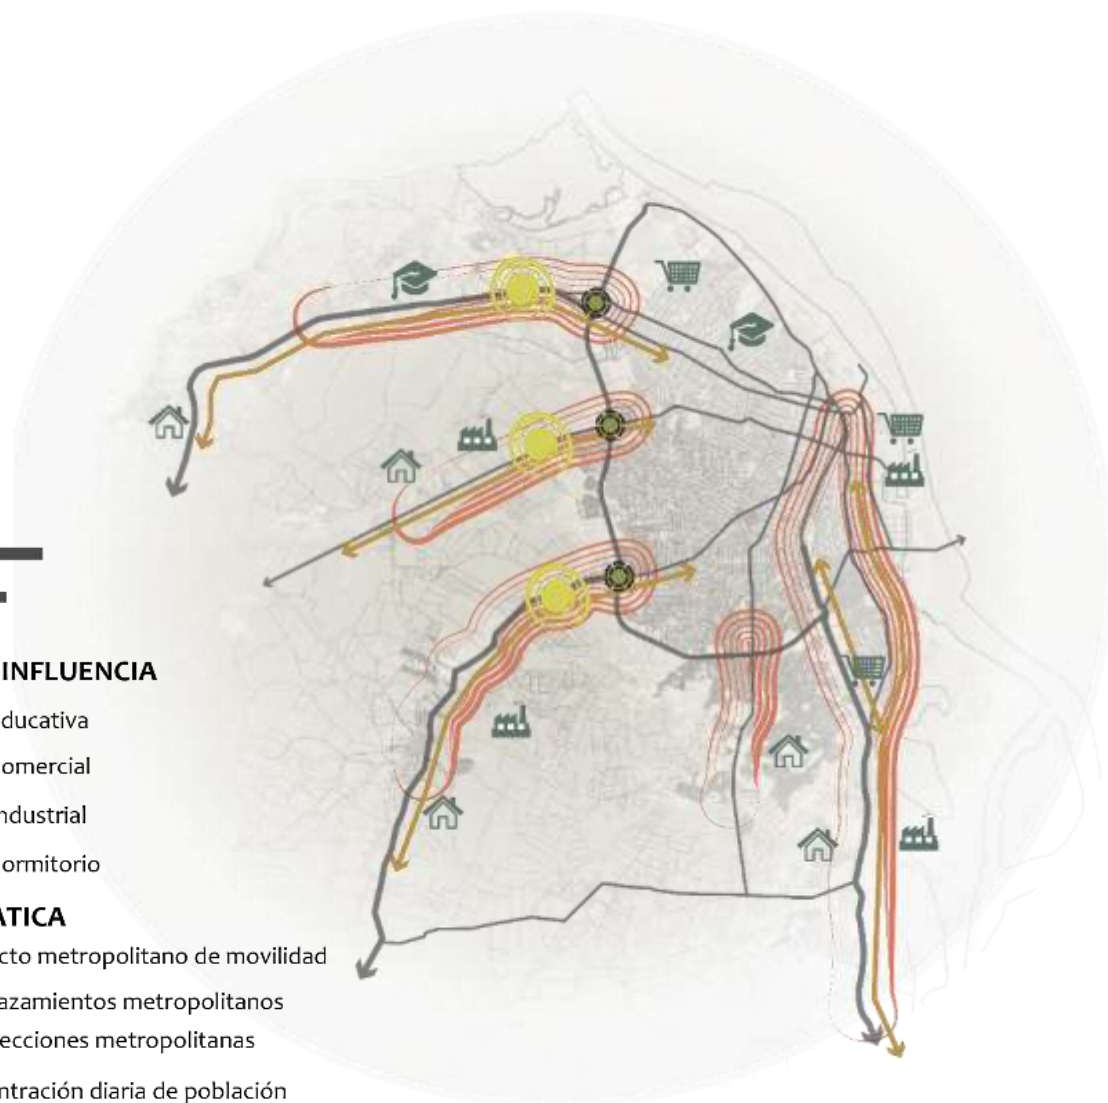 INFLUENCIA
ducativa
omercial
ndustrial
ormitorio
ATICA
cto metropolitano de movilidad
azamientos metropolitanos
ecciones metropolitanas
ntración diaria de población